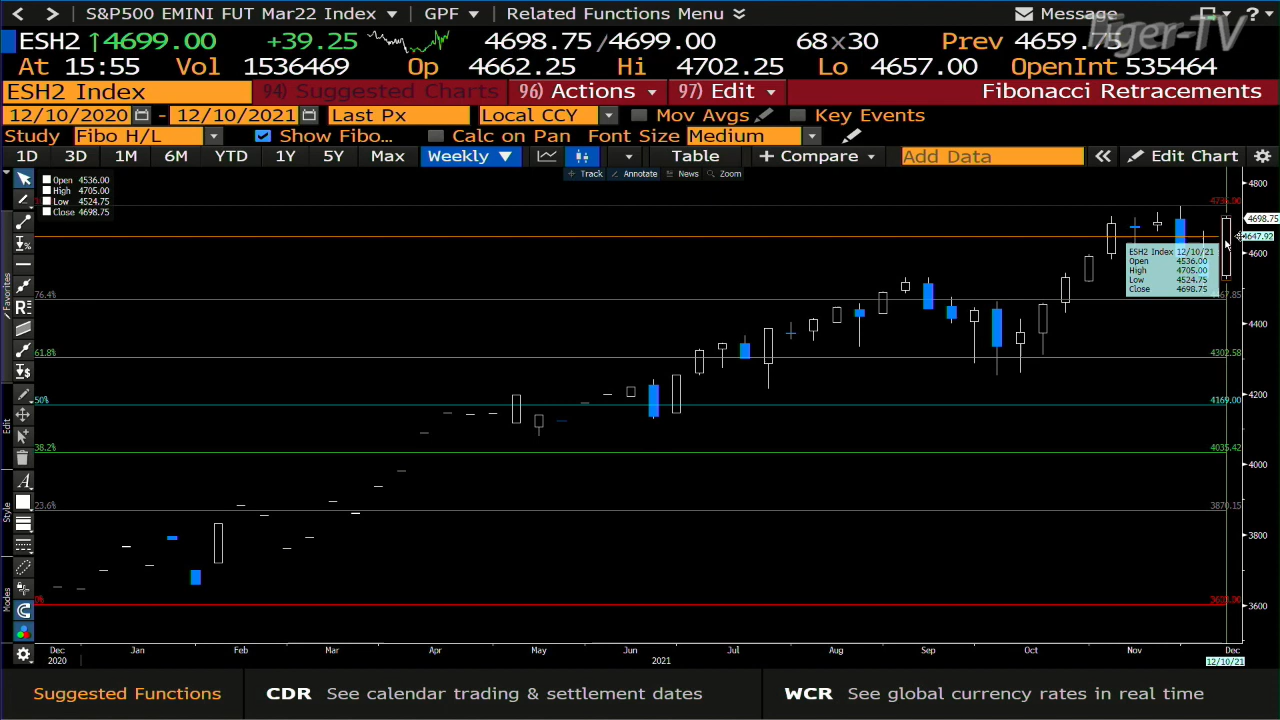 S&P500 EMINI FUT Mar22 Index GPF Related Functions Menu Message ?
ESH2 ↑4699.00 +39.25 4698.75/4699.00 68×30 Prev 4659.75
At 15:55 Vol 1536469 Op 4662.25 Hi 4702.25 Lo 4657.00 OpenInt 535464
ESH2 Index 94) Suggested Charts 96) Actions 97) Edit Fibonacci Retracements
12/10/2020 - 12/10/2021 Last Px Local CCY Mov Avgs Key Events
Study Fibo H/L Show Fibo... Calc on Pan Font Size Medium
1D 3D 1M 6M YTD 1Y 5Y Max Weekly Table + Compare Add Data « Edit Chart
Track Annotate News Zoom
Open 4536.00
High 4705.00
Low 4524.75
Close 4698.75
4800
4698.75
4647.92
4600
4400
4200
4000
3800
3600
ESH2 Index 12/10/21
Open 4536.00
High 4705.00
Low 4524.75
Close 4698.75
76.4%
61.8% 4302.58
50% 4169.00
38.2% 4035.42
23.6% 3870.15
Favorites
Edit
Style
Modes
Dec Jan Feb Mar Apr May Jun Jul Aug Sep Oct Nov Dec
2020 2021 12/10/21
Suggested Functions CDR See calendar trading & settlement dates WCR See global currency rates in real time